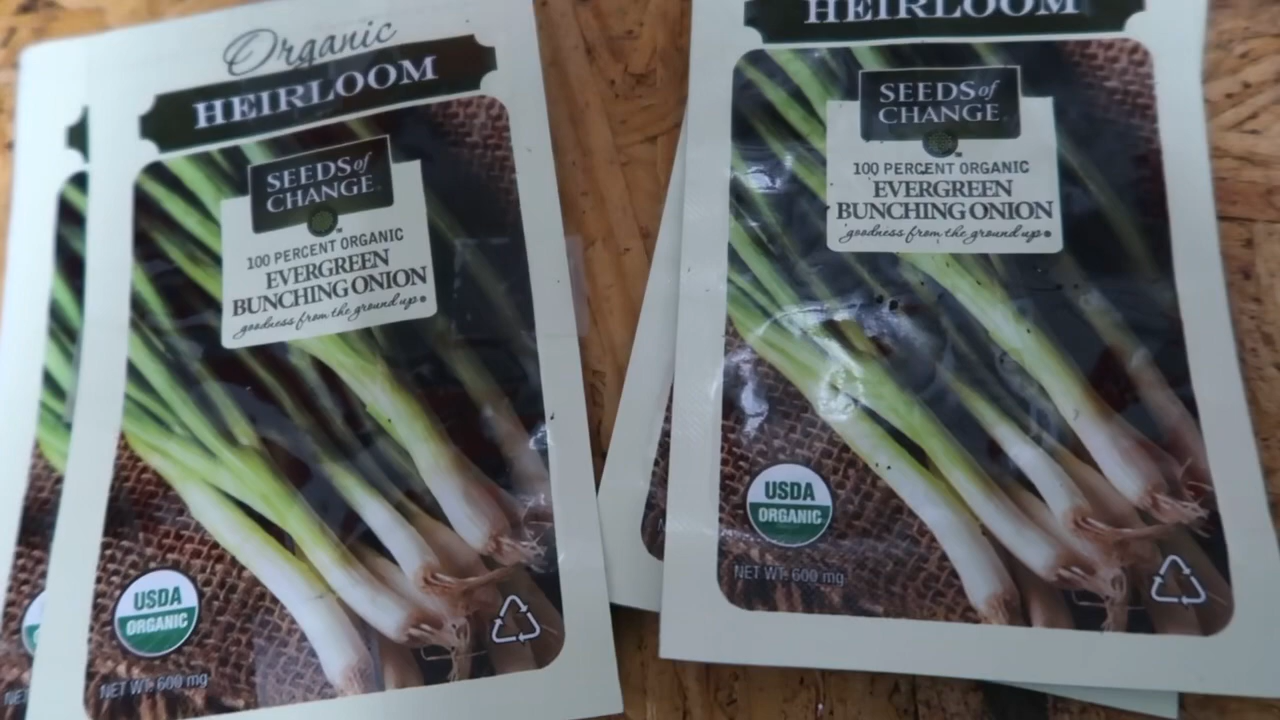 Organic
HEIRLOOM
SEEDS of
CHANGE
100 PERCENT ORGANIC
EVERGREEN
BUNCHING ONION
goodness from the ground up
USDA
ORGANIC
NET WT. 600 mg
NET
HEIRLOOM
SEEDS of
CHANGE
100 PERCENT ORGANIC
EVERGREEN
BUNCHING ONION
goodness from the ground up
USDA
ORGANIC
NET WT. 600 mg